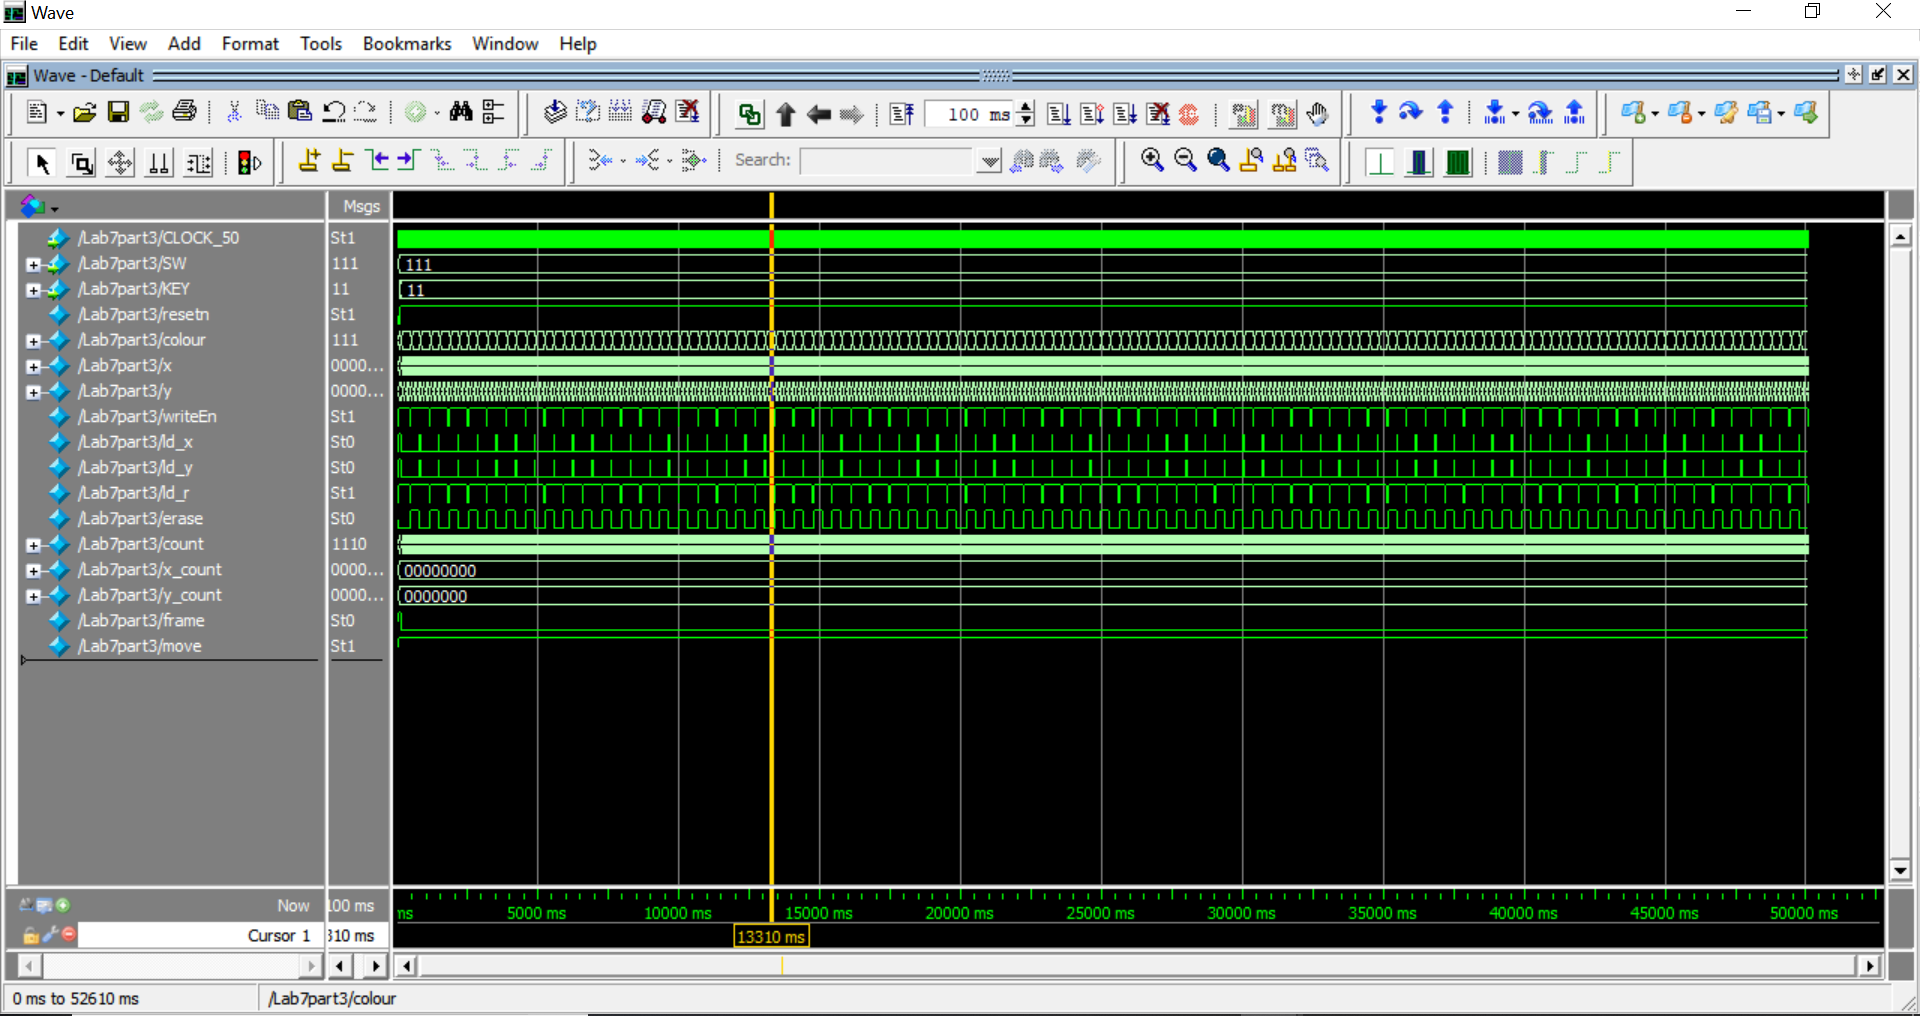 Wave
File Edit View Add Format Tools Bookmarks Window Help
Wave - Default
100 ms
Search:
Msgs
/Lab7part3/CLOCK_50 St1
/Lab7part3/SW 111 111
/Lab7part3/KEY 11 11
/Lab7part3/resetn St1
/Lab7part3/colour 111
/Lab7part3/x 0000...
/Lab7part3/y 0000...
/Lab7part3/writeEn St1
/Lab7part3/ld_x St0
/Lab7part3/ld_y St0
/Lab7part3/ld_r St1
/Lab7part3/erase St0
/Lab7part3/count 1110
/Lab7part3/x_count 0000... 00000000
/Lab7part3/y_count 0000... 0000000
/Lab7part3/frame St0
/Lab7part3/move St1
Now 100 ms ms 5000 ms 10000 ms 15000 ms 20000 ms 25000 ms 30000 ms 35000 ms 40000 ms 45000 ms 50000 ms
Cursor 1 310 ms 13310 ms
0 ms to 52610 ms /Lab7part3/colour